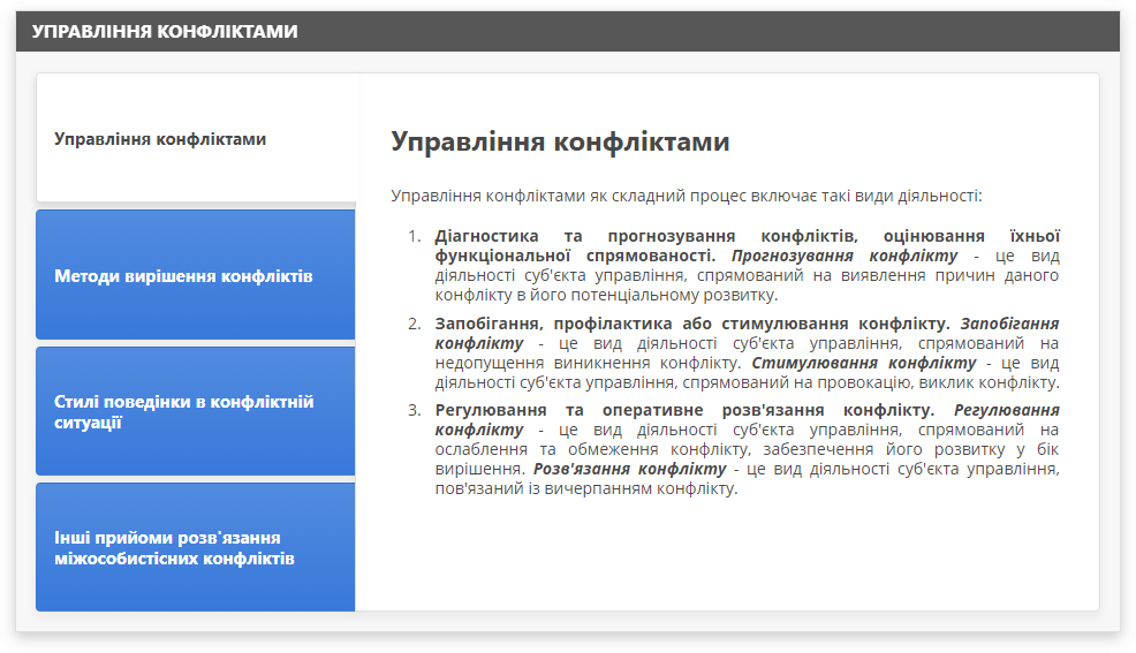 УПРАВЛІННЯ КОНФЛІКТАМИ
Управління конфліктами
Методи вирішення конфліктів
Стилі поведінки в конфліктній
ситуації
Інші прийоми розв'язання
міжособистісних конфліктів
Управління конфліктами
Управління конфліктами як складний процес включає такі види діяльності:
1. Діагностика та прогнозування конфліктів, оцінювання їхньої
функціональної спрямованості. Прогнозування конфлікту - це вид
діяльності суб'єкта управління, спрямований на виявлення причин даного
конфлікту в його потенціальному розвитку.
2. Запобігання, профілактика або стимулювання конфлікту. Запобігання
конфлікту - це вид діяльності суб'єкта управління, спрямований на
недопущення виникнення конфлікту. Стимулювання конфлікту - це вид
діяльності суб'єкта управління, спрямований на провокацію, виклик конфлікту.
3. Регулювання та оперативне розв'язання конфлікту. Регулювання
конфлікту - це вид діяльності суб'єкта управління, спрямований на
ослаблення та обмеження конфлікту, забезпечення його розвитку у бік
вирішення. Розв'язання конфлікту - це вид діяльності суб'єкта управління,
пов'язаний із вичерпанням конфлікту.